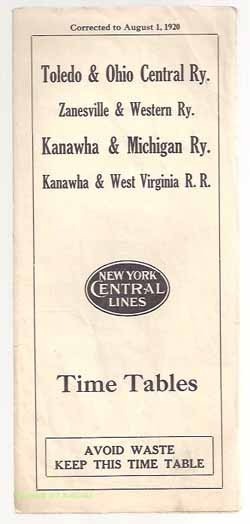 Corrected to August 1, 1920
Toledo & Ohio Central Ry.
Zanesville & Western Ry.
Kanawha & Michigan Ry.
Kanawha & West Virginia R. R.
NEW YORK
CENTRAL
LINES
Time Tables
AVOID WASTE
KEEP THIS TIME TABLE